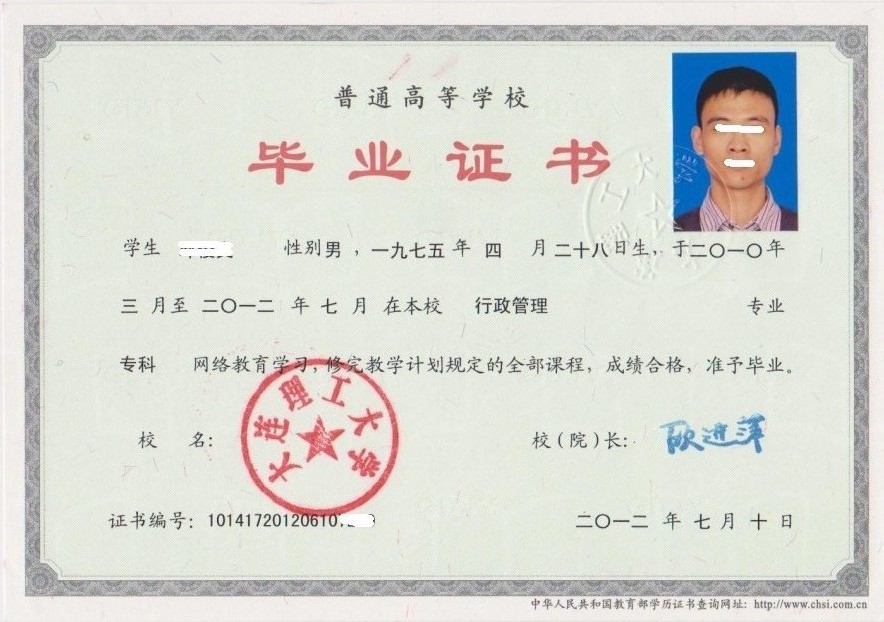 普通高等学校
毕业证书
学生 性别男，一九七五年四月二十八日生，于二〇一〇年
三月至二〇一二年七月在本校 行政管理 专业
专科 网络教育学习，修完教学计划规定的全部课程，成绩合格，准予毕业。
校 名：
大连理工大学
校（院）长：欧进萍
证书编号：10141720120610
二〇一二年七月十日
中华人民共和国教育部学历证书查询网址：http://www.chsi.com.cn